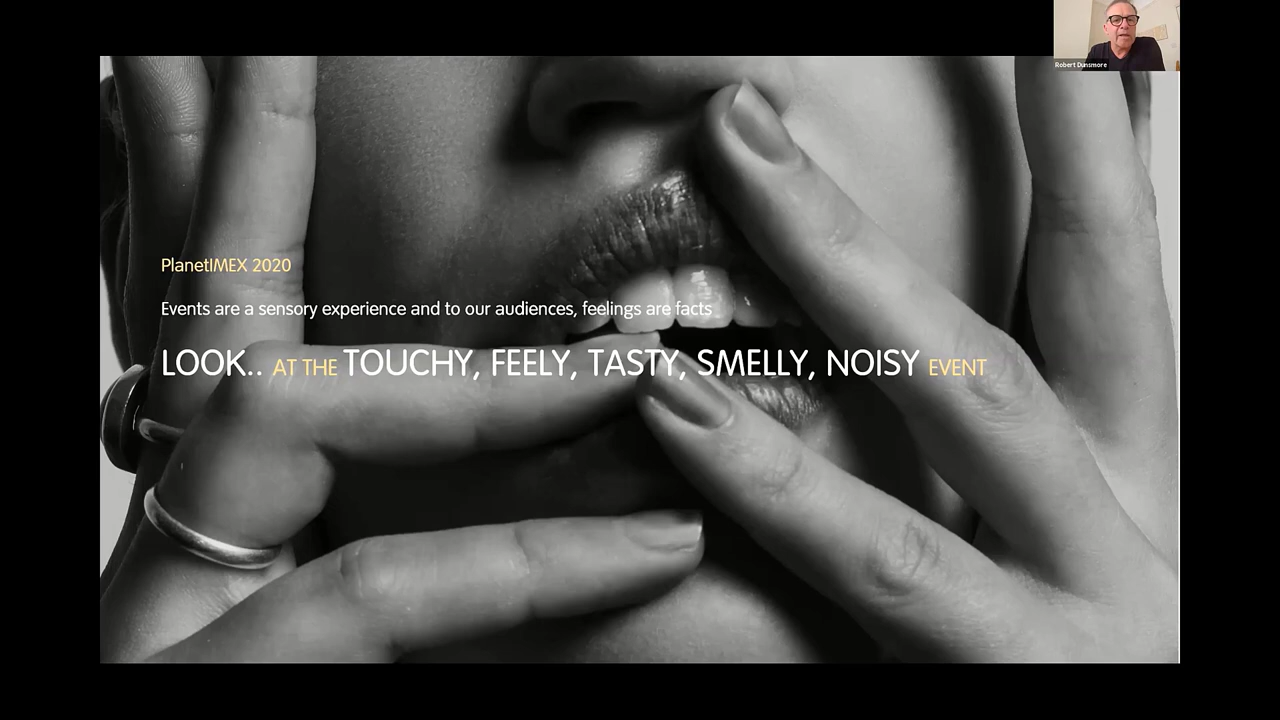 Robert Dunsmore
PlanetIMEX 2020
Events are a sensory experience and to our audiences, feelings are facts
LOOK.. AT THE TOUCHY, FEELY, TASTY, SMELLY, NOISY EVENT